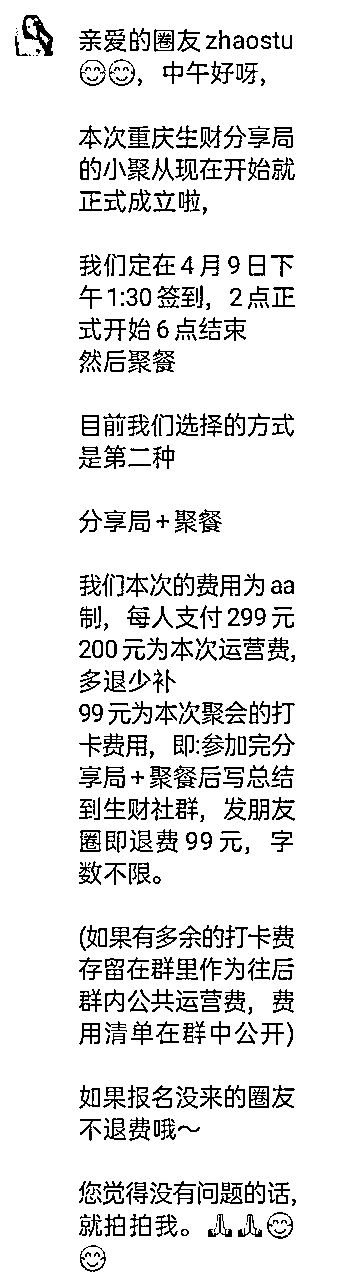 亲爱的圈友 zhaostu
😊😊，中午好呀，
本次重庆生财分享局
的小聚从现在开始就
正式成立啦，
我们定在 4 月 9 日下
午 1:30 签到，2 点正
式开始 6 点结束
然后聚餐
目前我们选择的方式
是第二种
分享局 + 聚餐
我们本次的费用为 aa
制，每人支付 299 元
200 元为本次运营费，
多退少补
99 元为本次聚会的打
卡费用，即:参加完分
享局 + 聚餐后写总结
到生财社群，发朋友
圈即退费 99 元，字
数不限。
(如果有多余的打卡费
存留在群里作为往后
群内公共运营费，费
用清单在群中公开)
如果报名没来的圈友
不退费哦～
您觉得没有问题的话，
就拍拍我。🙏🙏😊
😊